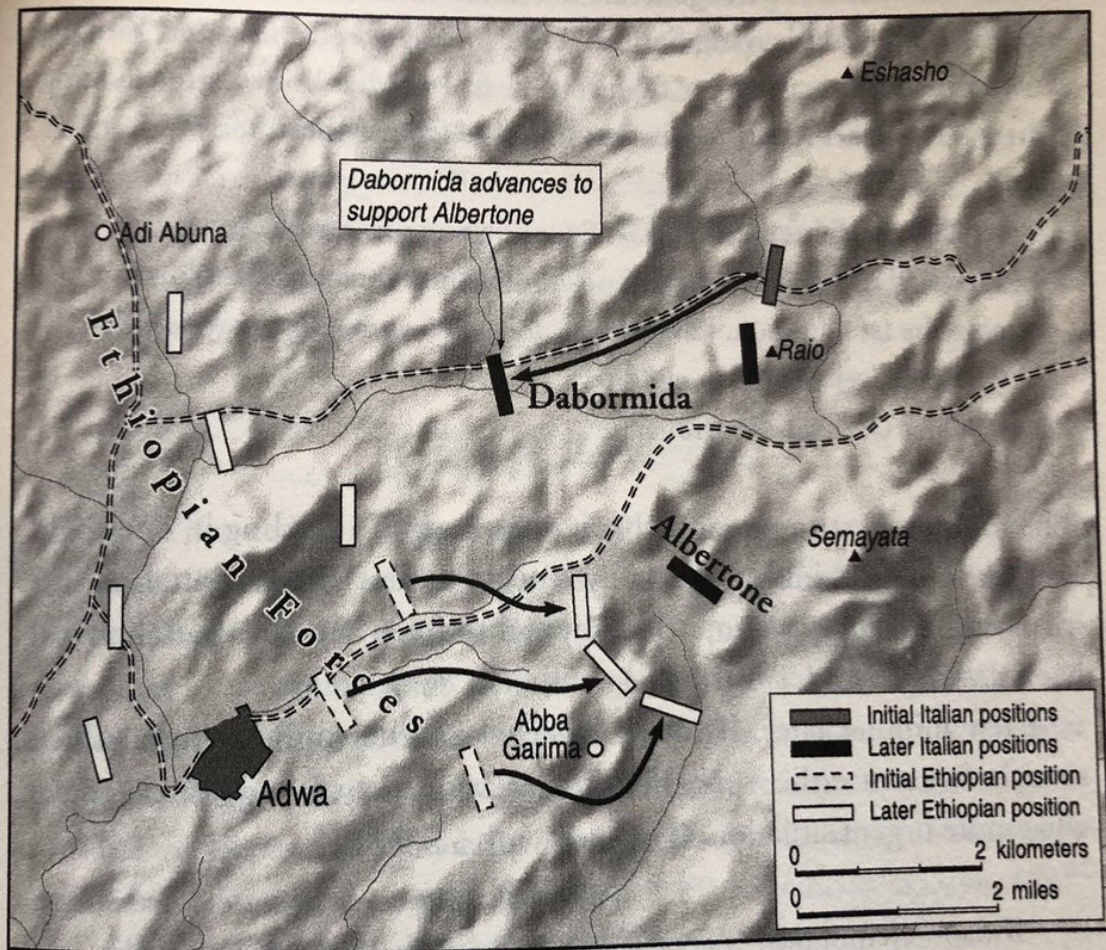 Eshasho
Dabormida advances to
support Albertone
Adi Abuna
Raio
Dabormida
Ethiopian Forces
Albertone
Semayata
Abba
Garima
Adwa
Initial Italian positions
Later Italian positions
Initial Ethiopian position
Later Ethiopian position
0 2 kilometers
0 2 miles